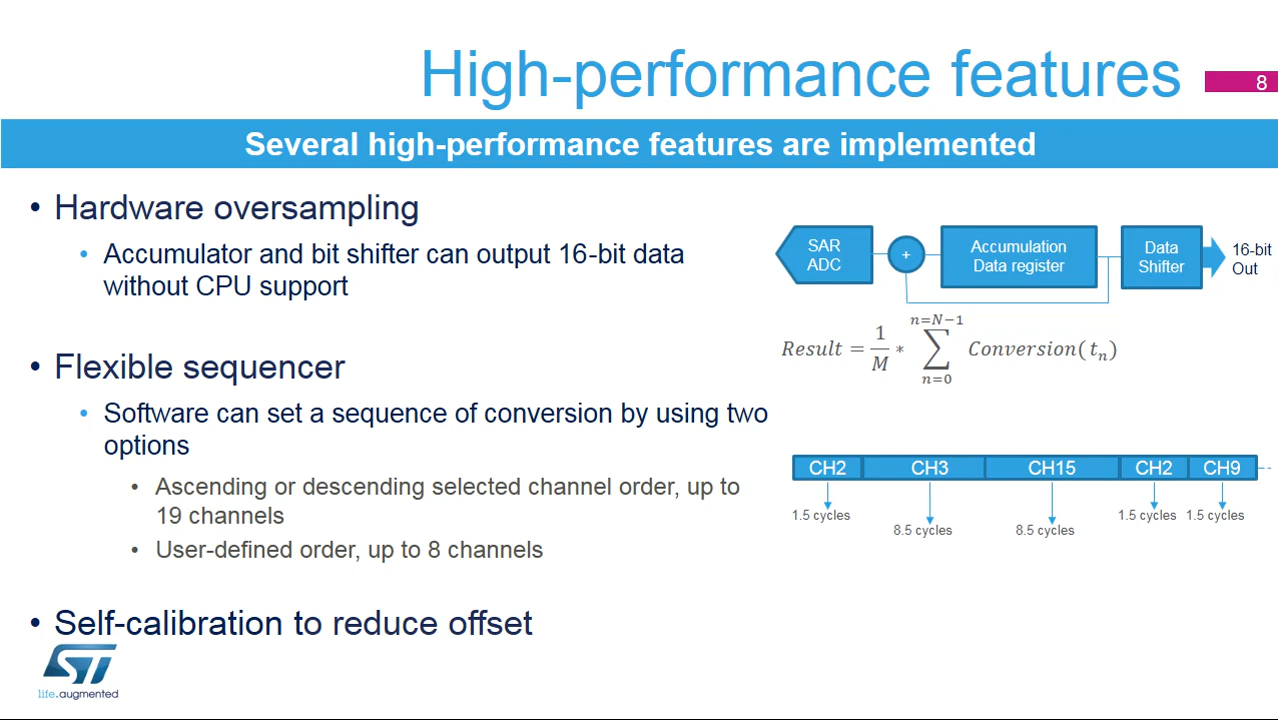 High-performance features
8
Several high-performance features are implemented
• Hardware oversampling
• Accumulator and bit shifter can output 16-bit data
without CPU support
• Flexible sequencer
• Software can set a sequence of conversion by using two
options
• Ascending or descending selected channel order, up to
19 channels
• User-defined order, up to 8 channels
• Self-calibration to reduce offset
SAR
ADC
+
Accumulation
Data register
Data
Shifter
16-bit
Out
Result = 1/M * ∑_{n=0}^{n=N−1} Conversion(t_n)
CH2 CH3 CH15 CH2 CH9
1.5 cycles 8.5 cycles 8.5 cycles 1.5 cycles 1.5 cycles
ST
life.augmented